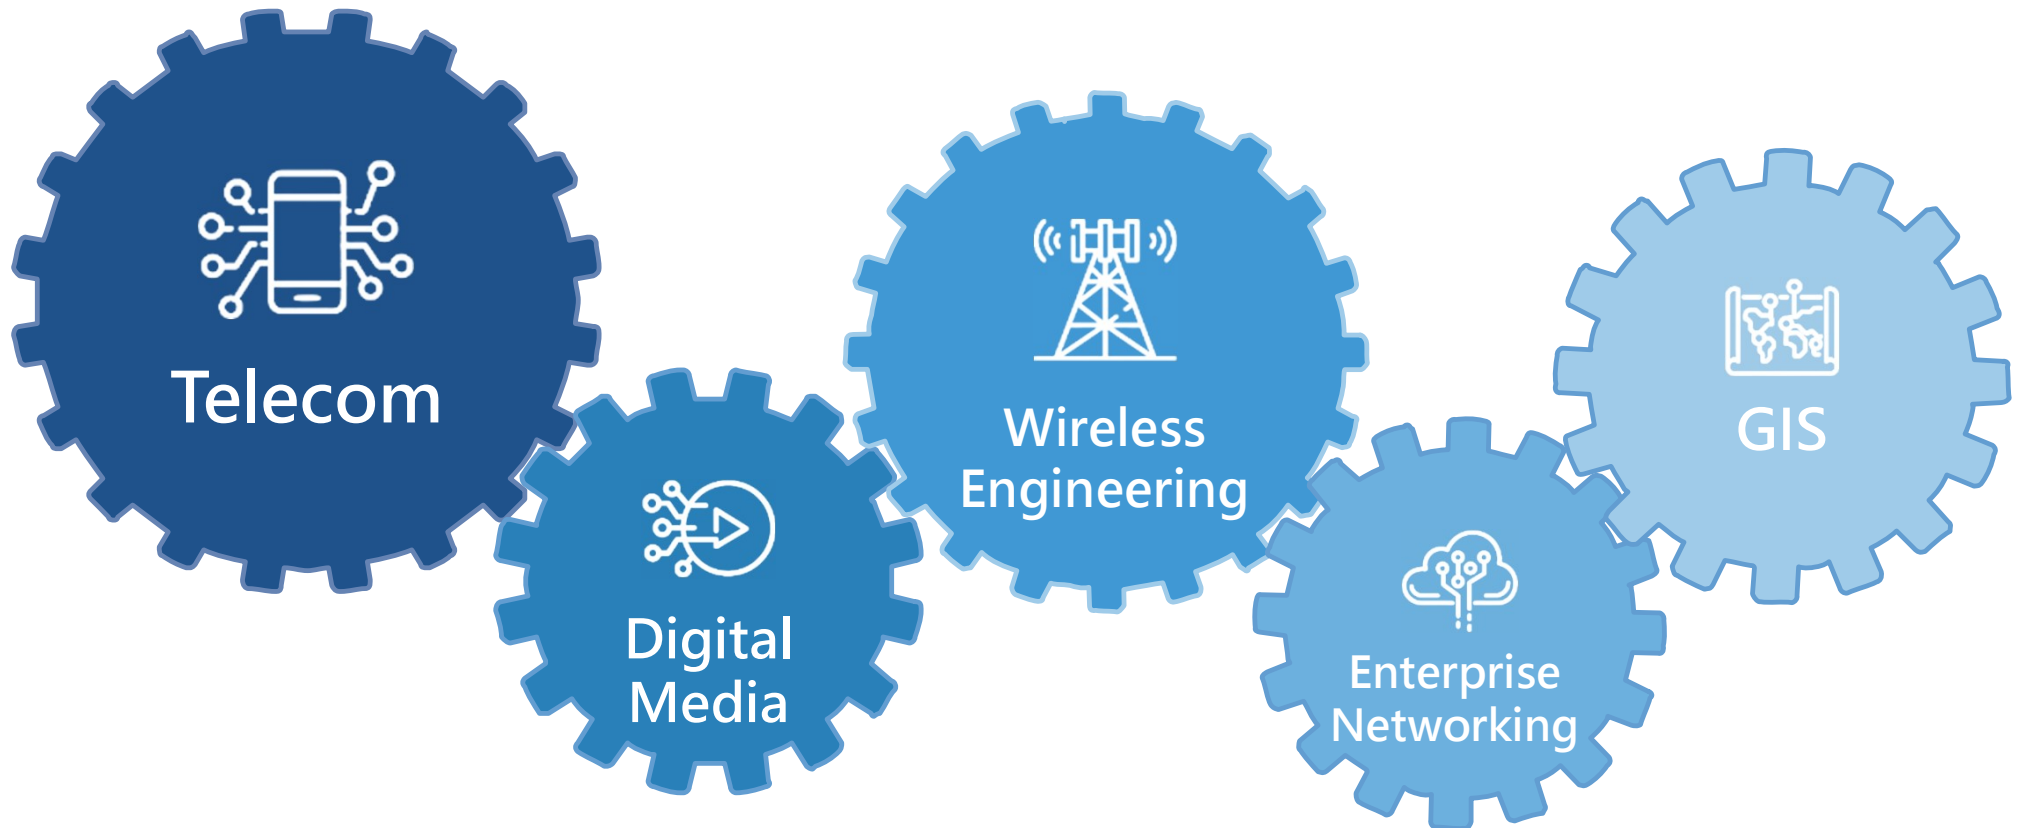 Telecom
Digital
Media
Wireless
Engineering
Enterprise
Networking
GIS